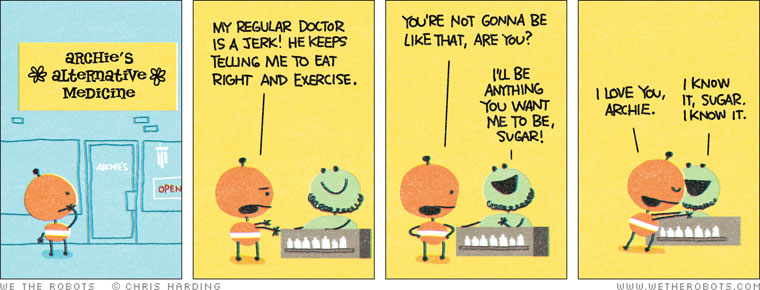 ARCHIE'S
ALTERNATIVE
MEDICINE
ARCHIE'S
OPEN
MY REGULAR DOCTOR
IS A JERK! HE KEEPS
TELLING ME TO EAT
RIGHT AND EXERCISE.
YOU'RE NOT GONNA BE
LIKE THAT, ARE YOU?
I'LL BE
ANYTHING
YOU WANT
ME TO BE,
SUGAR!
I LOVE YOU,
ARCHIE.
I KNOW
IT, SUGAR.
I KNOW IT.
WE THE ROBOTS © CHRIS HARDING
WWW.WETHEROBOTS.COM